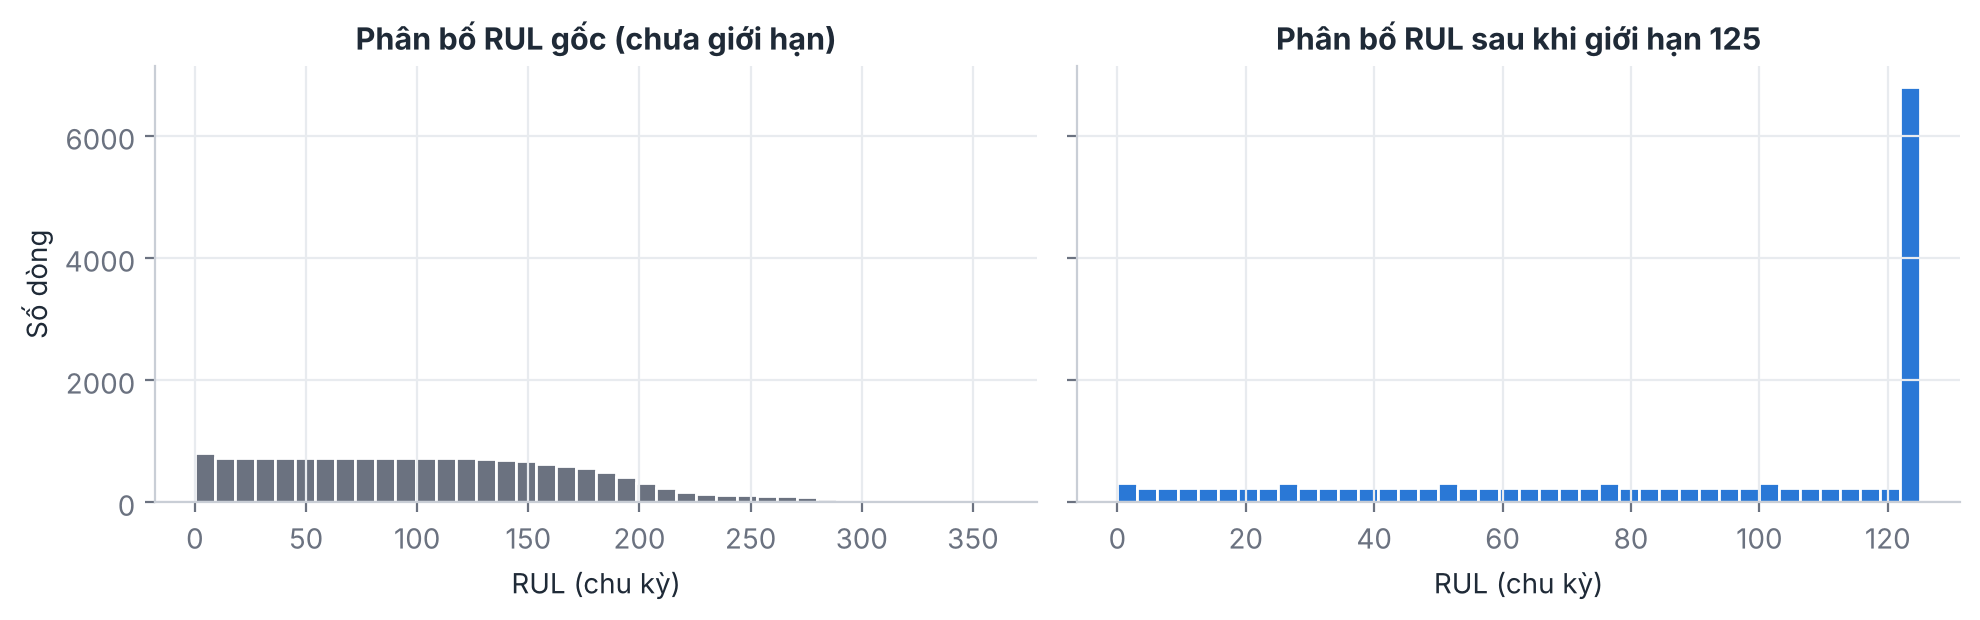 Phân bố RUL gốc (chưa giới hạn)
Số dòng
6000
4000
2000
0
0 50 100 150 200 250 300 350
RUL (chu kỳ)
Phân bố RUL sau khi giới hạn 125
0 20 40 60 80 100 120
RUL (chu kỳ)